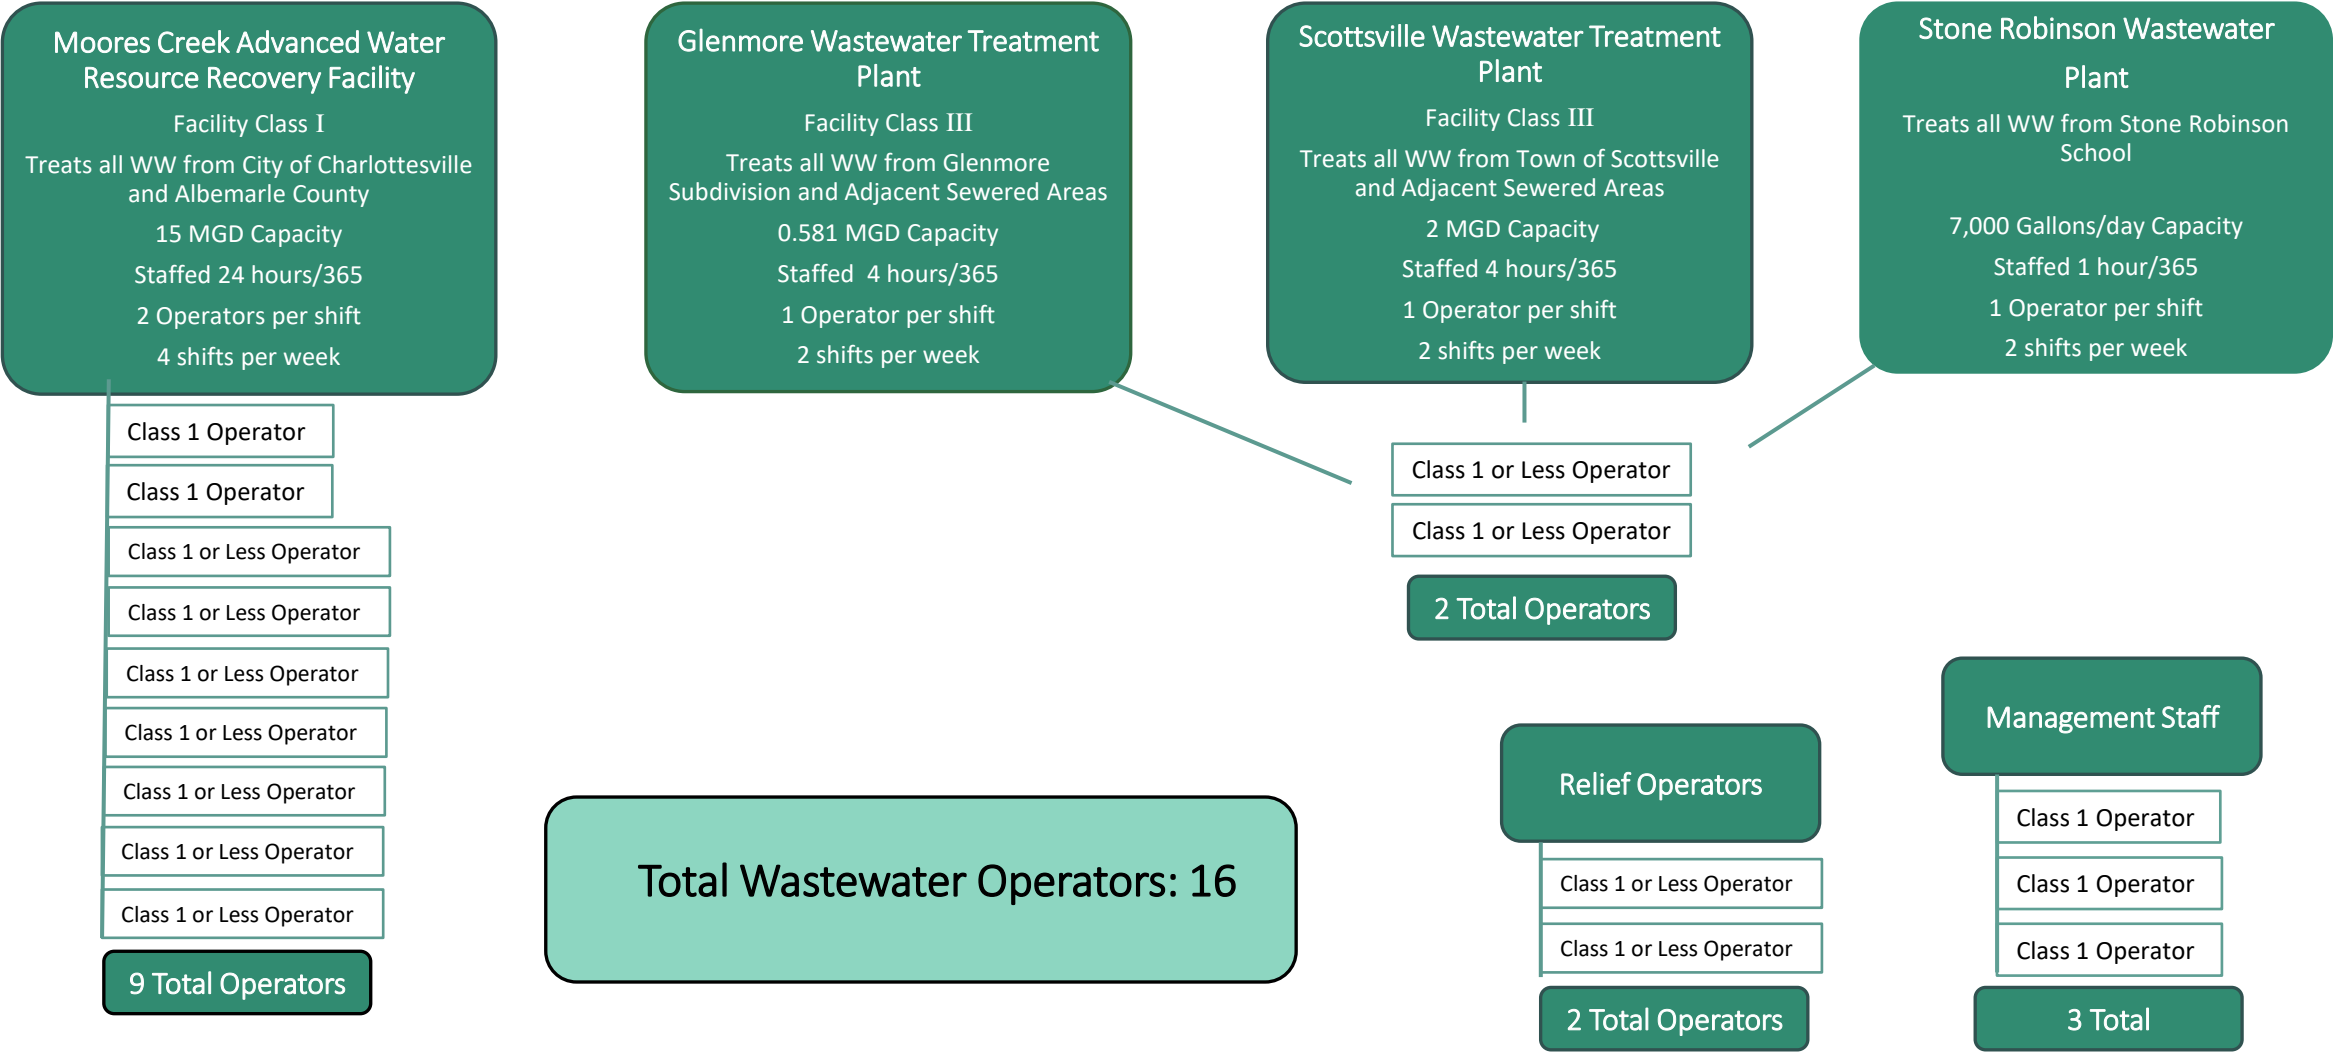 Moores Creek Advanced Water
Resource Recovery Facility
Facility Class I
Treats all WW from City of Charlottesville
and Albemarle County
15 MGD Capacity
Staffed 24 hours/365
2 Operators per shift
4 shifts per week
Class 1 Operator
Class 1 Operator
Class 1 or Less Operator
Class 1 or Less Operator
Class 1 or Less Operator
Class 1 or Less Operator
Class 1 or Less Operator
Class 1 or Less Operator
Class 1 or Less Operator
9 Total Operators
Glenmore Wastewater Treatment
Plant
Facility Class III
Treats all WW from Glenmore
Subdivision and Adjacent Sewered Areas
0.581 MGD Capacity
Staffed 4 hours/365
1 Operator per shift
2 shifts per week
Scottsville Wastewater Treatment
Plant
Facility Class III
Treats all WW from Town of Scottsville
and Adjacent Sewered Areas
2 MGD Capacity
Staffed 4 hours/365
1 Operator per shift
2 shifts per week
Stone Robinson Wastewater
Plant
Treats all WW from Stone Robinson
School
7,000 Gallons/day Capacity
Staffed 1 hour/365
1 Operator per shift
2 shifts per week
Class 1 or Less Operator
Class 1 or Less Operator
2 Total Operators
Total Wastewater Operators: 16
Relief Operators
Class 1 or Less Operator
Class 1 or Less Operator
2 Total Operators
Management Staff
Class 1 Operator
Class 1 Operator
Class 1 Operator
3 Total